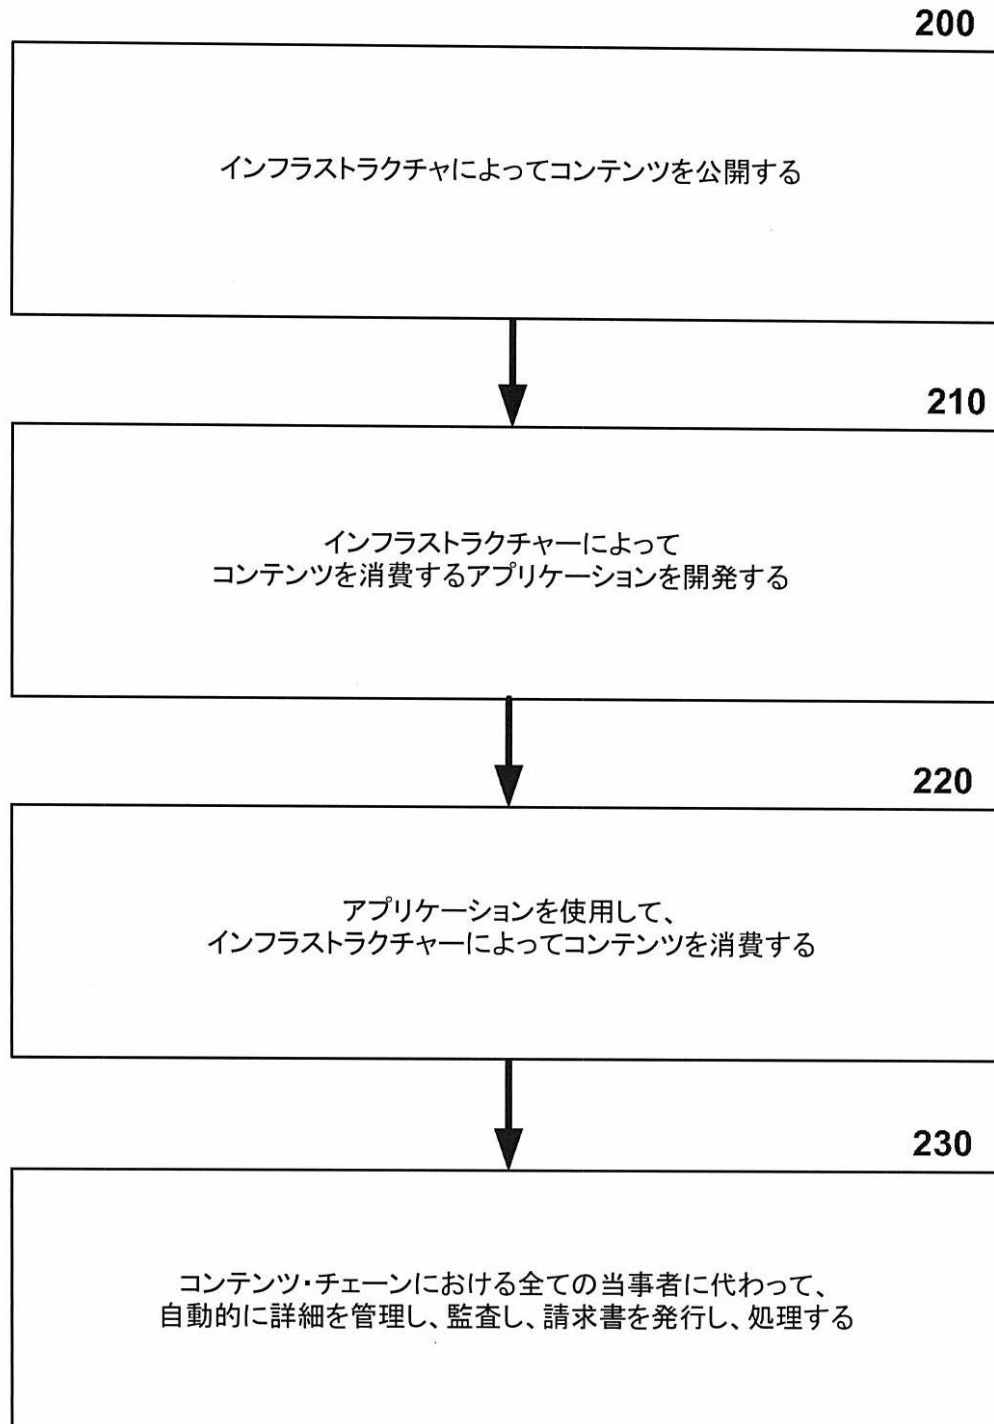 200
インフラストラクチャによってコンテンツを公開する
210
インフラストラクチャーによって
コンテンツを消費するアプリケーションを開発する
220
アプリケーションを使用して、
インフラストラクチャーによってコンテンツを消費する
230
コンテンツ・チェーンにおける全ての当事者に代わって、
自動的に詳細を管理し、監査し、請求書を発行し、処理する